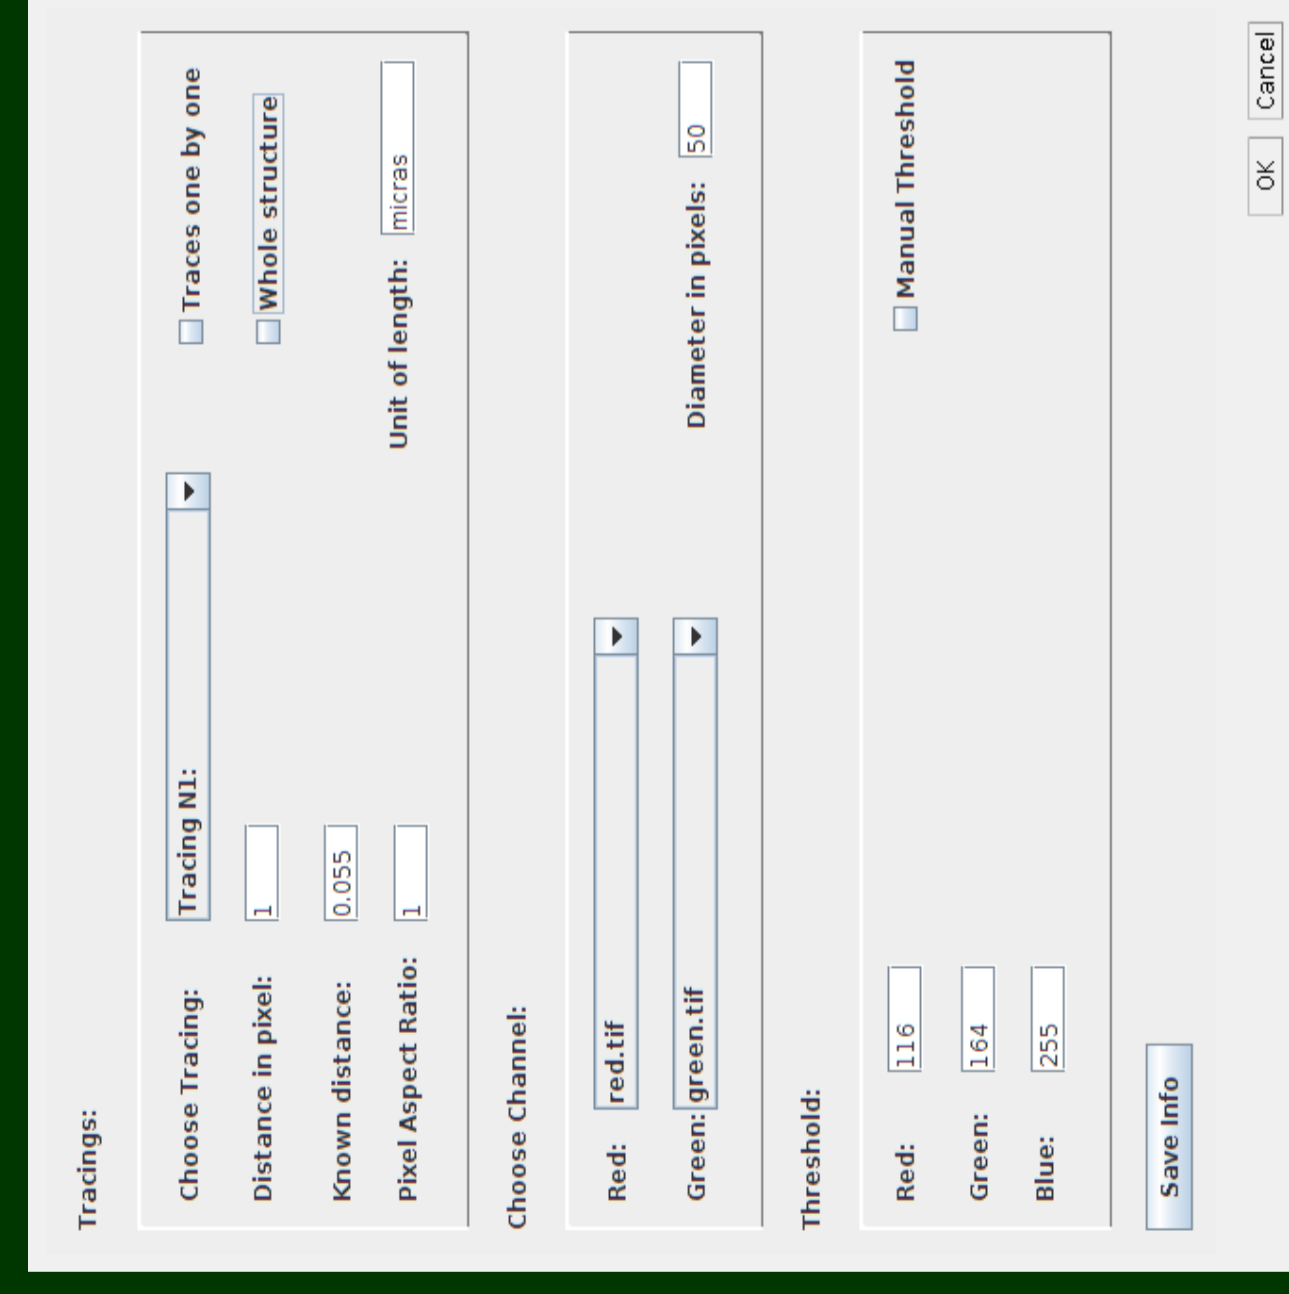 Tracings:
Choose Tracing: Tracing N1: Traces one by one
Distance in pixel: 1 Whole structure
Known distance: 0.055
Pixel Aspect Ratio: 1 Unit of length: micras
Choose Channel:
Red: red.tif
Green: green.tif Diameter in pixels: 50
Threshold:
Red: 116 Manual Threshold
Green: 164
Blue: 255
Save Info
OK Cancel